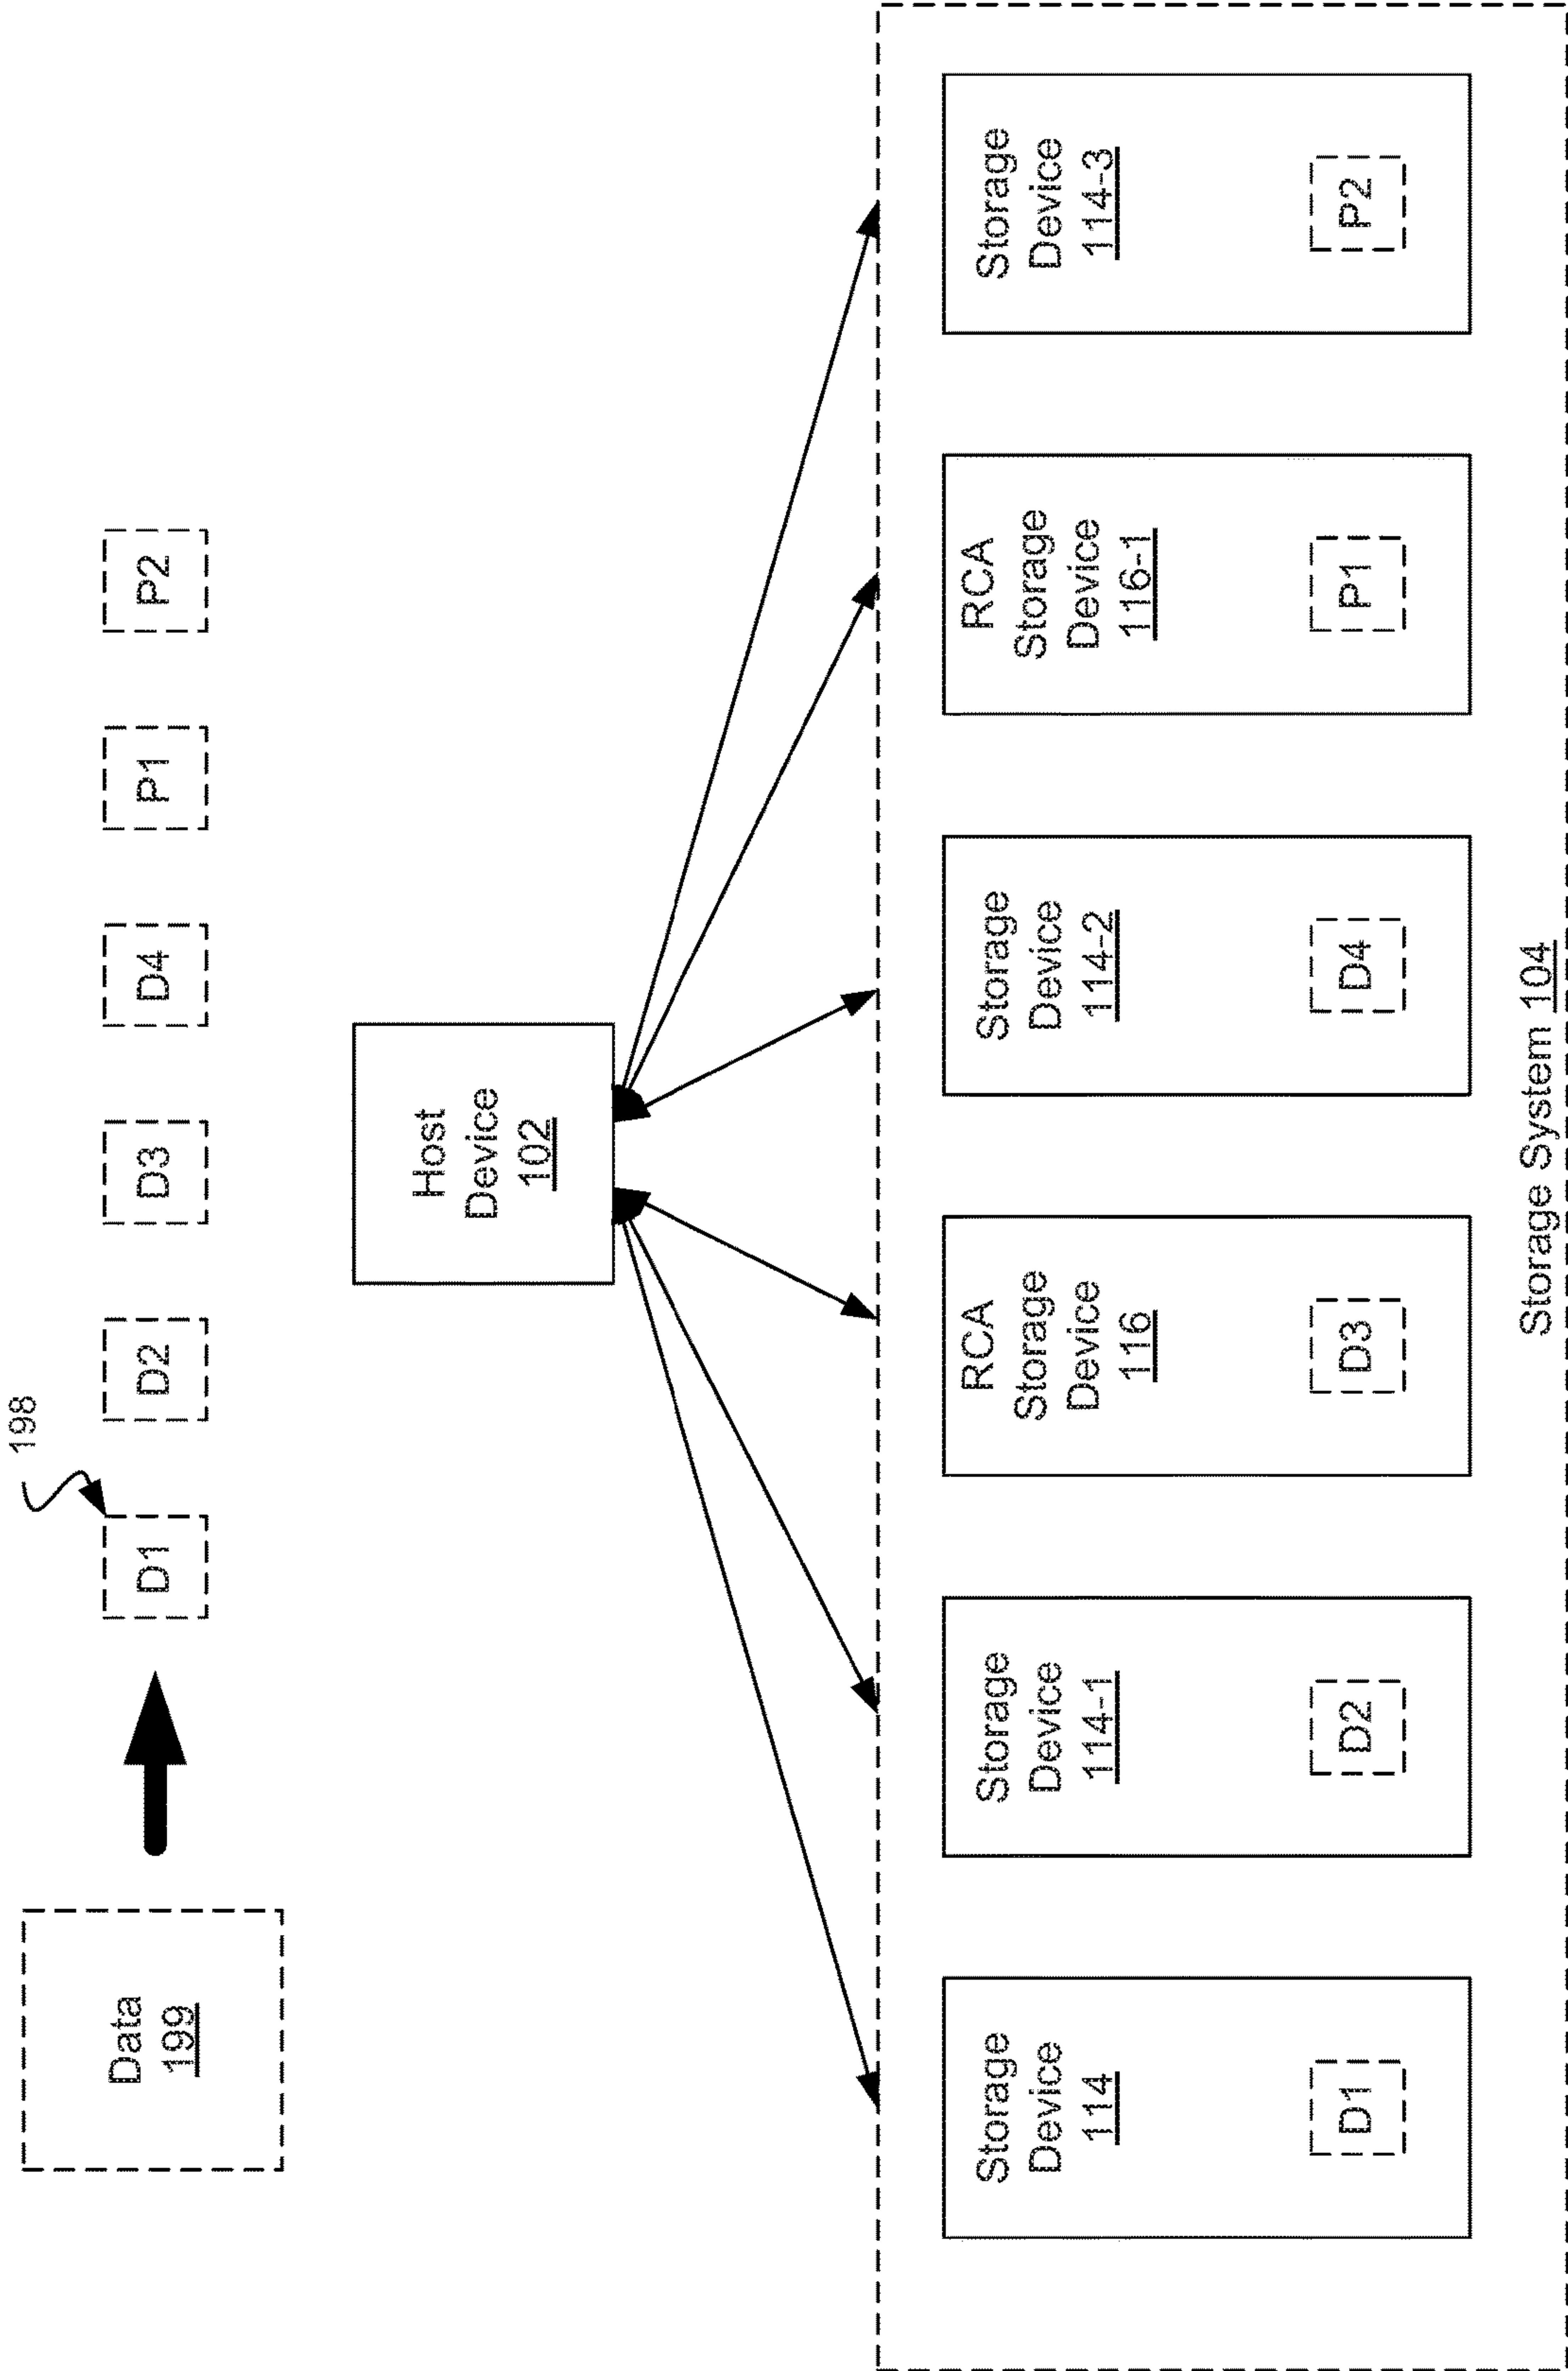 198
Data
199
D1
D2
D3
D4
P1
P2
Host
Device
102
Storage
Device
114
D1
Storage
Device
114-1
D2
RCA
Storage
Device
116
D3
Storage
Device
114-2
D4
RCA
Storage
Device
116-1
P1
Storage
Device
114-3
P2
Storage System 104